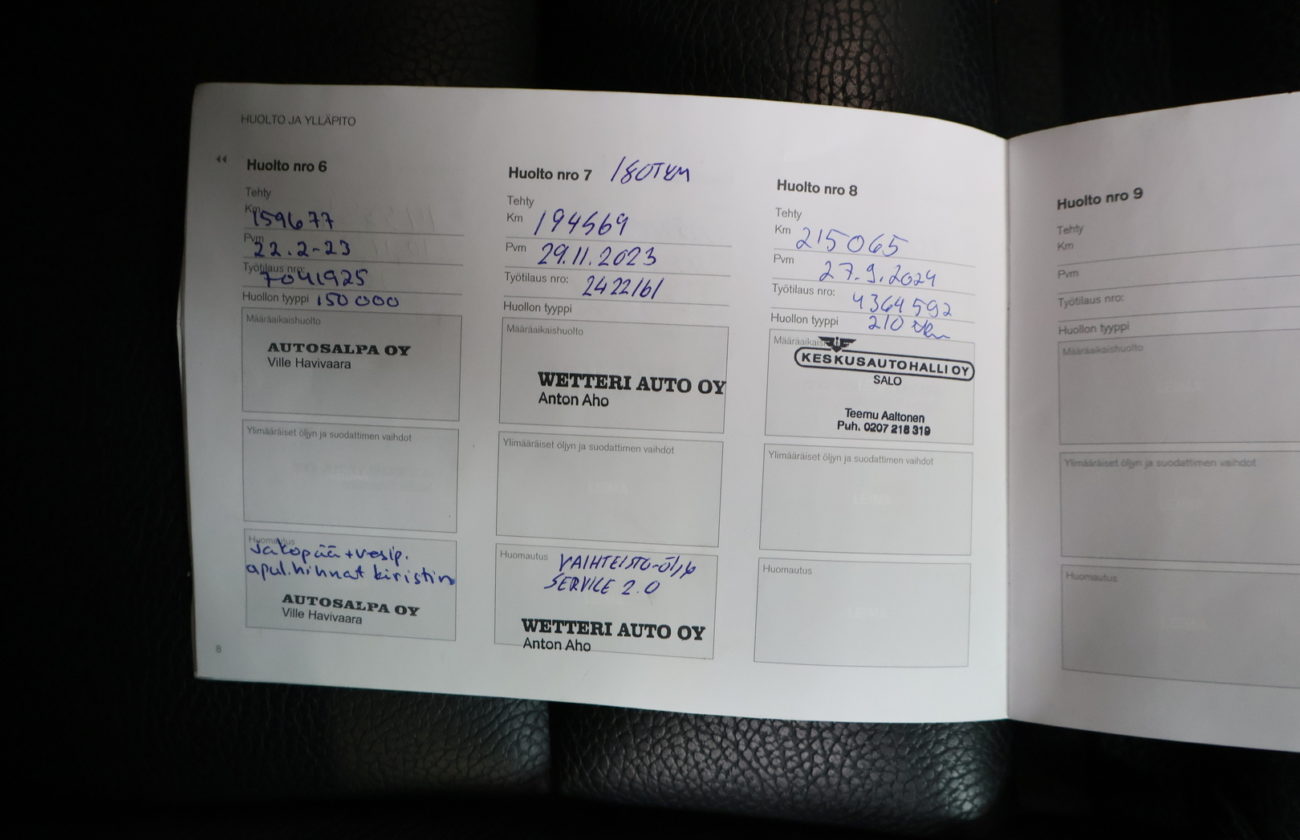 HUOLTO JA YLLÄPITO
Huolto nro 6
Tehty
Km 159677
Pvm 22.2-23
Työtilaus nro: 7041925
Huollon tyyppi 150 000
Määräaikaishuolto
AUTOSALPA OY
Ville Havivaara
Ylimääräiset öljyn ja suodattimen vaihdot
Huomautus
Jakopää + vesip.
apul.hihnat kiristin
AUTOSALPA OY
Ville Havivaara
8
Huolto nro 7 180TKM
Tehty
Km 194569
Pvm 29.11.2023
Työtilaus nro: 2422161
Huollon tyyppi
Määräaikaishuolto
WETTERI AUTO OY
Anton Aho
Ylimääräiset öljyn ja suodattimen vaihdot
Huomautus VAIHTEISTO-ÖLJY
SERVICE 2.0
WETTERI AUTO OY
Anton Aho
Huolto nro 8
Tehty
Km 215065
Pvm 27.9.2024
Työtilaus nro: 4364592
Huollon tyyppi 210 tkm
KESKUSAUTOHALLI OY
SALO
Teemu Aaltonen
Puh. 0207 218 319
Ylimääräiset öljyn ja suodattimen vaihdot
Huomautus
Huolto nro 9
Tehty
Km
Pvm
Työtilaus nro:
Huollon tyyppi
Määräaikaishuolto
Ylimääräiset öljyn ja suodattimen vaihdot
Huomautus